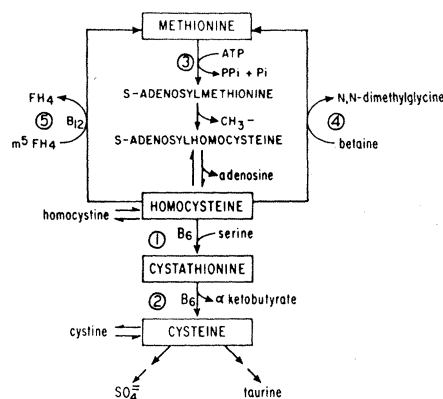 METHIONINE
③
ATP
PPi + Pi
S-ADENOSYLMETHIONINE
CH₃-
S-ADENOSYLHOMOCYSTEINE
adenosine
FH4
⑤ B12
m⁵ FH4
N,N-dimethylglycine
④
betaine
HOMOCYSTEINE
homocystine
① B6 serine
CYSTATHIONINE
② B6 α ketobutyrate
CYSTEINE
cystine
SO₄=
taurine